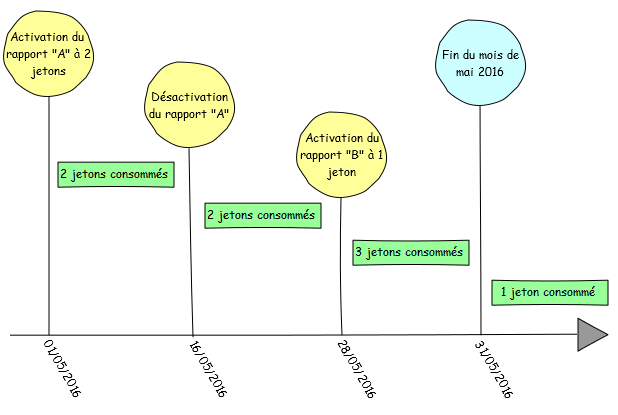 Activation du
rapport "A" à 2
jetons
Désactivation
du rapport "A"
Activation du
rapport "B" à 1
jeton
Fin du mois de
mai 2016
2 jetons consommés
2 jetons consommés
3 jetons consommés
1 jeton consommé
01/05/2016
16/05/2016
28/05/2016
31/05/2016